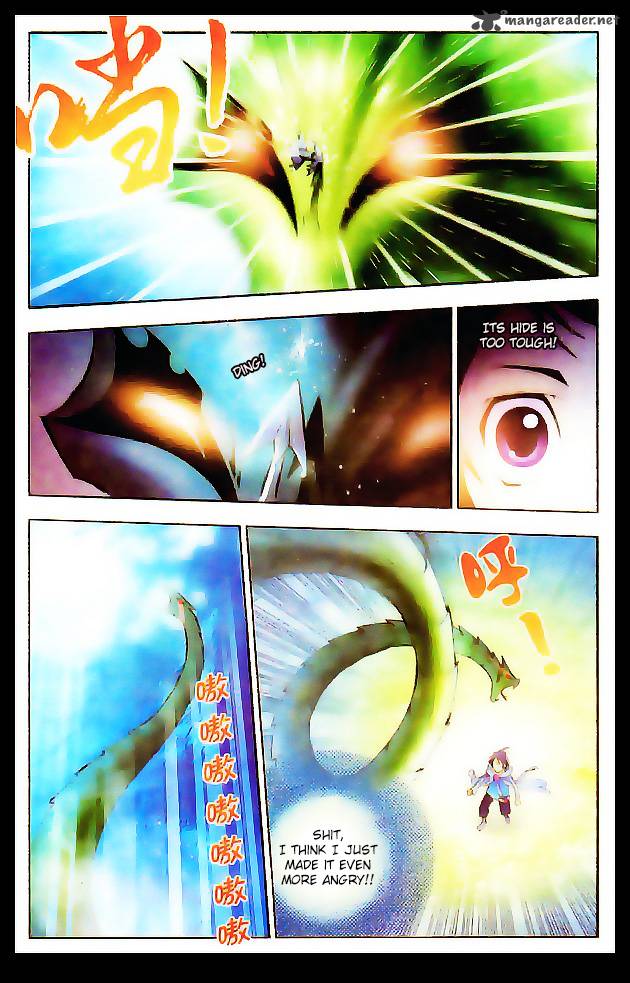 mangareader.net
噹!
DING!
ITS HIDE IS
TOO TOUGH!
嗷
嗷
嗷
嗷
嗷
嗷
嗷
呼!
SHIT,
I THINK I JUST
MADE IT EVEN
MORE ANGRY!!